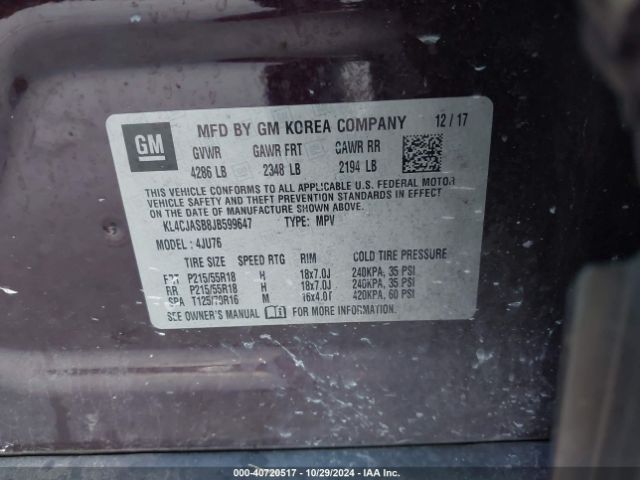 GM
MFD BY GM KOREA COMPANY 12 / 17
GVWR GAWR FRT GAWR RR
4286 LB 2348 LB 2194 LB
THIS VEHICLE CONFORMS TO ALL APPLICABLE U.S. FEDERAL MOTOR
VEHICLE SAFETY AND THEFT PREVENTION STANDARDS IN EFFECT
ON THE DATE OF MANUFACTURE SHOWN ABOVE.
KL4CJASB8JB599647 TYPE: MPV
MODEL : 4JU76
TIRE SIZE SPEED RTG RIM COLD TIRE PRESSURE
FRT P215/55R18 H 18x7.0J 240KPA, 35 PSI
RR P215/55R18 H 18x7.0J 240KPA, 35 PSI
SPA T125/70R16 M 16x4.0T 420KPA, 60 PSI
SEE OWNER'S MANUAL FOR MORE INFORMATION.
000-40720517 - 10/29/2024 - IAA Inc.